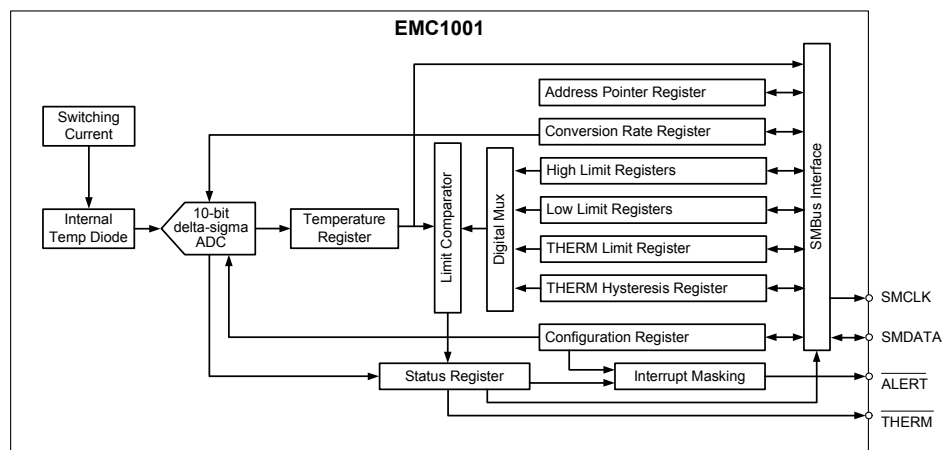 EMC1001
Switching
Current
Internal
Temp Diode
10-bit
delta-sigma
ADC
Temperature
Register
Limit Comparator
Digital Mux
Address Pointer Register
Conversion Rate Register
High Limit Registers
Low Limit Registers
THERM Limit Register
THERM Hysteresis Register
Configuration Register
Status Register
Interrupt Masking
SMBus Interface
SMCLK
SMDATA
ALERT
THERM